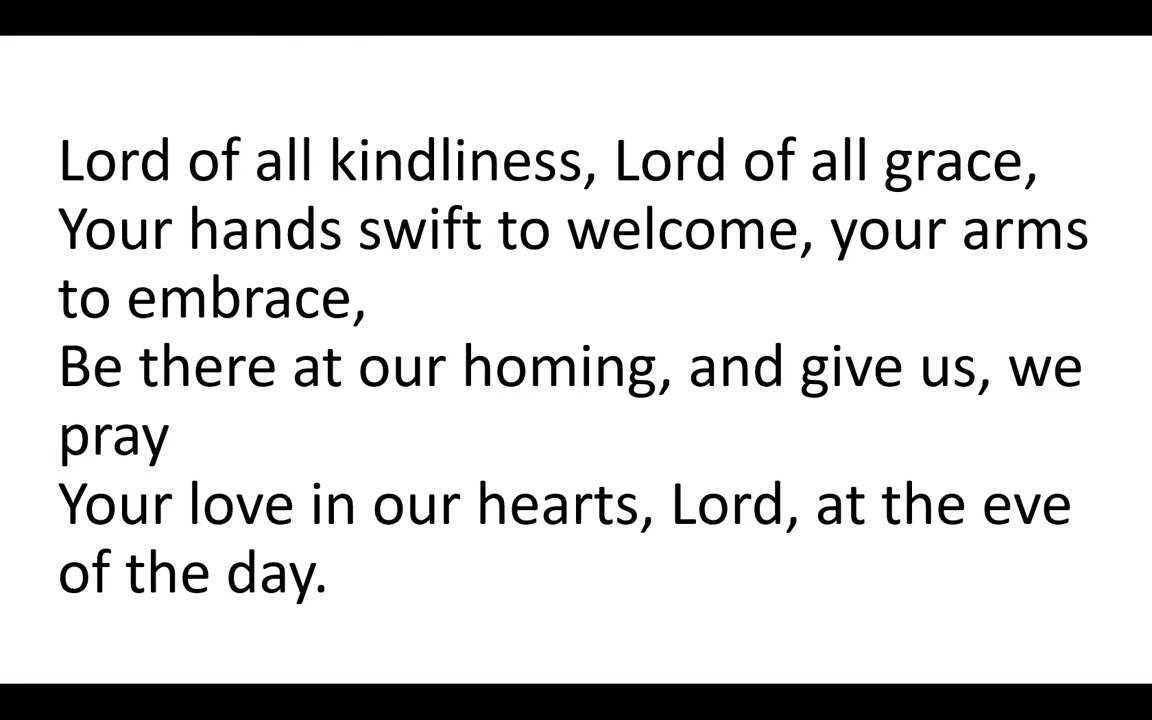 Lord of all kindliness, Lord of all grace,
Your hands swift to welcome, your arms
to embrace,
Be there at our homing, and give us, we
pray
Your love in our hearts, Lord, at the eve
of the day.